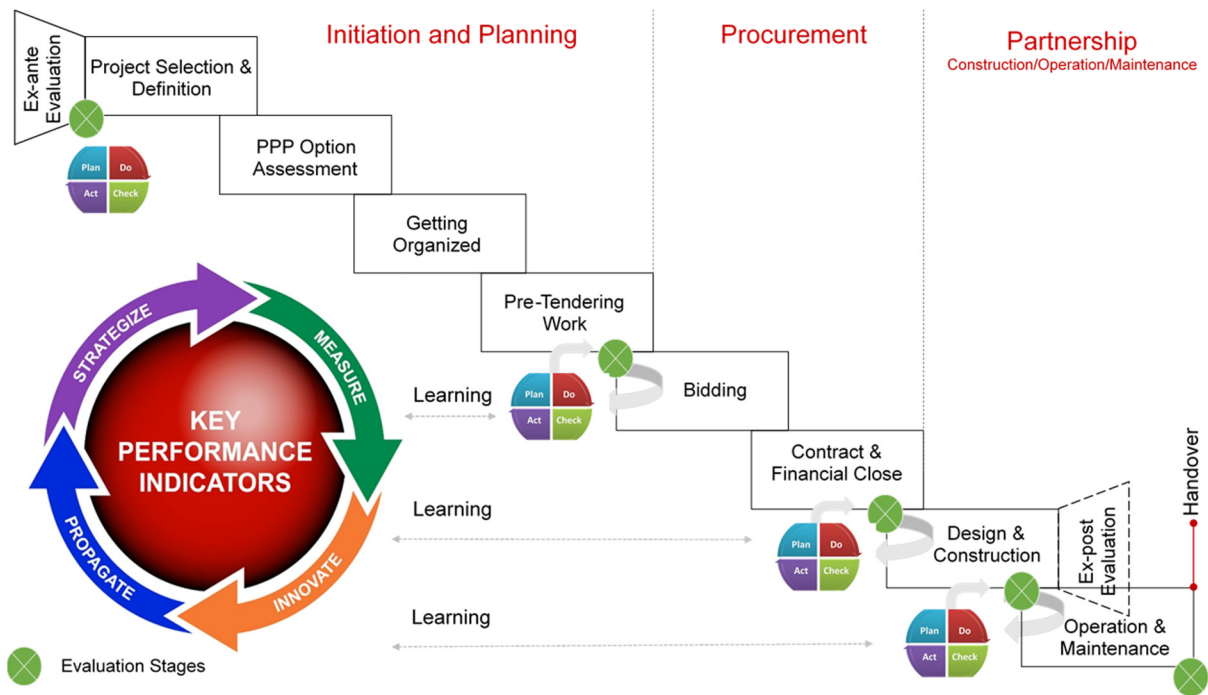 Initiation and Planning
Procurement
Partnership
Construction/Operation/Maintenance
Ex-ante
Evaluation
Project Selection &
Definition
Plan
Do
Act
Check
PPP Option
Assessment
Getting
Organized
Pre-Tendering
Work
STRATEGIZE
MEASURE
INNOVATE
PROPAGATE
KEY
PERFORMANCE
INDICATORS
Learning
Plan
Do
Act
Check
Bidding
Contract &
Financial Close
Learning
Plan
Do
Act
Check
Design &
Construction
Ex-post
Evaluation
Handover
Learning
Plan
Do
Act
Check
Operation &
Maintenance
Evaluation Stages